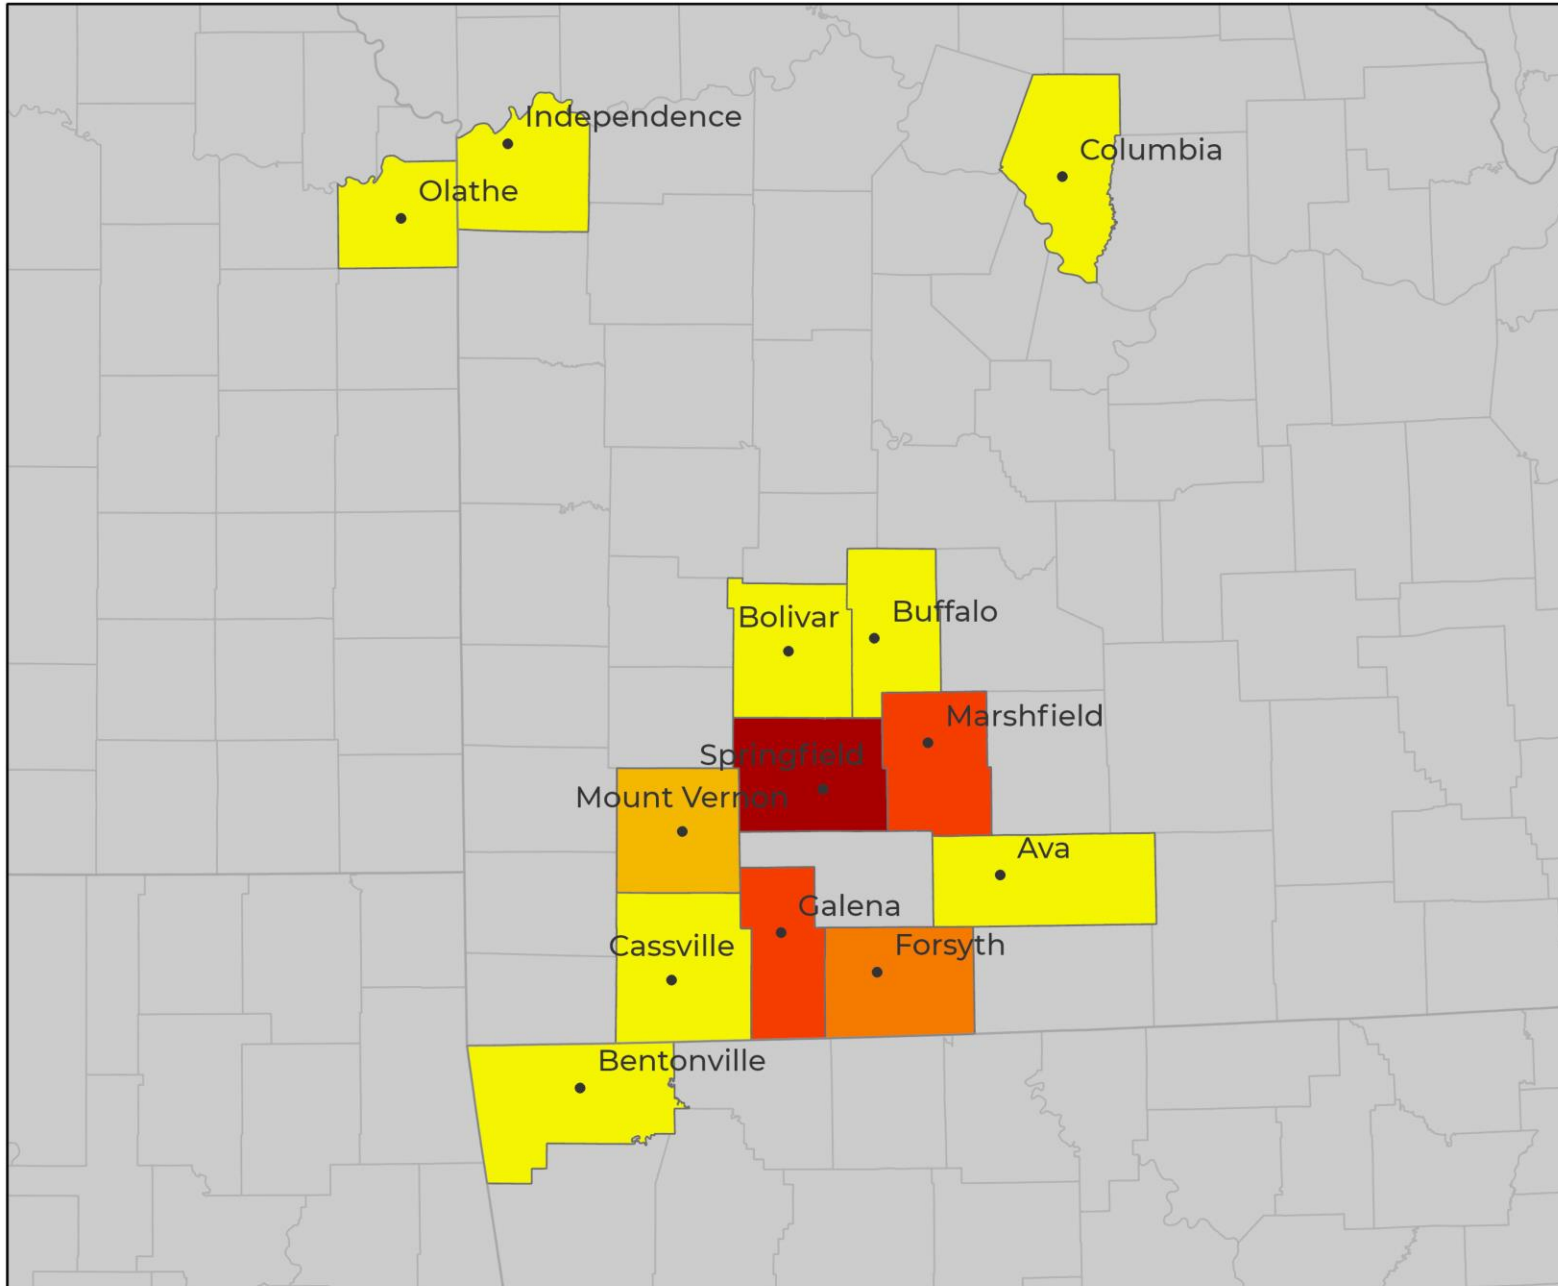 Independence
Columbia
Olathe
Buffalo
Bolivar
Marshfield
Springfield
Mount Vernon
Ava
Galena
Forsyth
Cassville
Bentonville